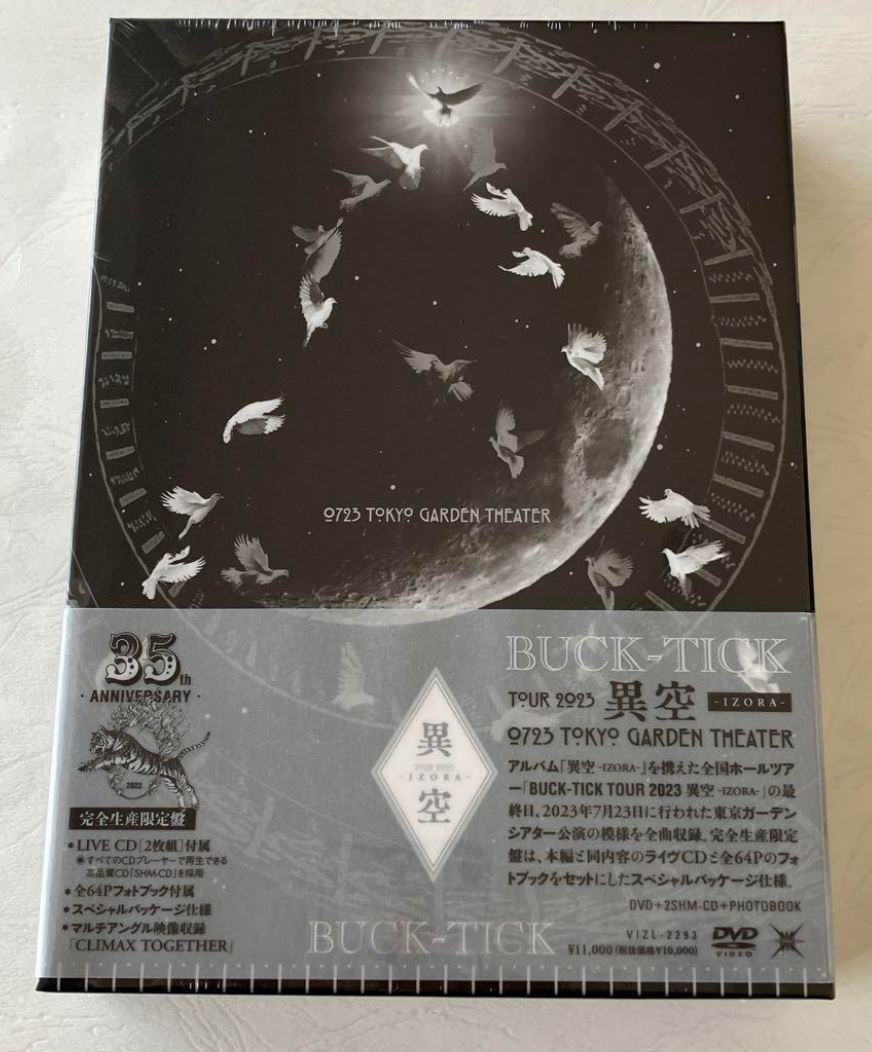 0723 TOKYO GARDEN THEATER
35th
・ANNIVERSARY・
2022
完全生産限定盤
*LIVE CD[2枚組]付属
◉すべてのCDプレーヤーで再生できる
高品質CD「SHM-CD」を採用
*全64Pフォトブック付属
*スペシャルパッケージ仕様
*マルチアングル映像収録
「CLIMAX TOGETHER」
異
TOUR 2023
-IZORA-
空
BUCK-TICK
BUCK-TICK
TOUR 2023 異空 -IZORA-
0723 TOKYO GARDEN THEATER
アルバム「異空 -IZORA-」を携えた全国ホールツア
ー「BUCK-TICK TOUR 2023 異空 -IZORA-」の最
終日、2023年7月23日に行われた東京ガーデン
シアター公演の模様を全曲収録。完全生産限定
盤は、本編と同内容のライヴCDと全64Pのフォ
トブックをセットにしたスペシャルパッケージ仕様。
DVD+2SHM-CD+PHOTOBOOK
VIZL-2293
¥11,000(税抜価格¥10,000)
DVD
VIDEO